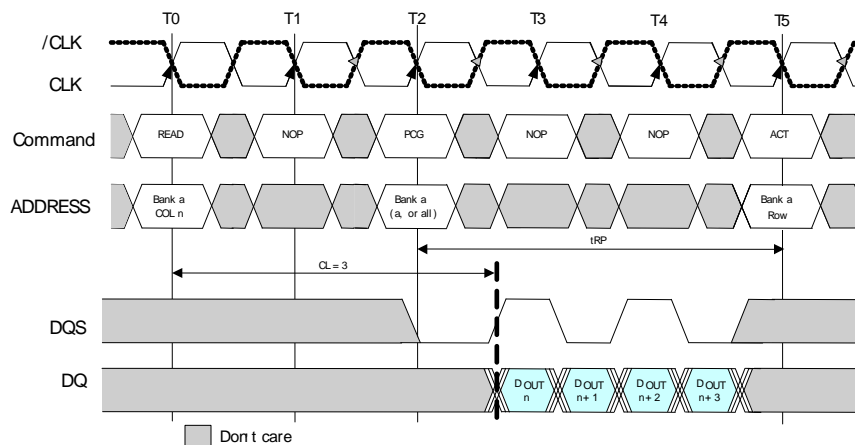 T0 T1 T2 T3 T4 T5
/CLK
CLK
Command READ NOP PCG NOP NOP ACT
ADDRESS Bank a COL n Bank a (a, or all) Bank a Row
tRP
CL = 3
DQS
DQ DOUT n DOUT n+1 DOUT n+2 DOUT n+3
Don't care